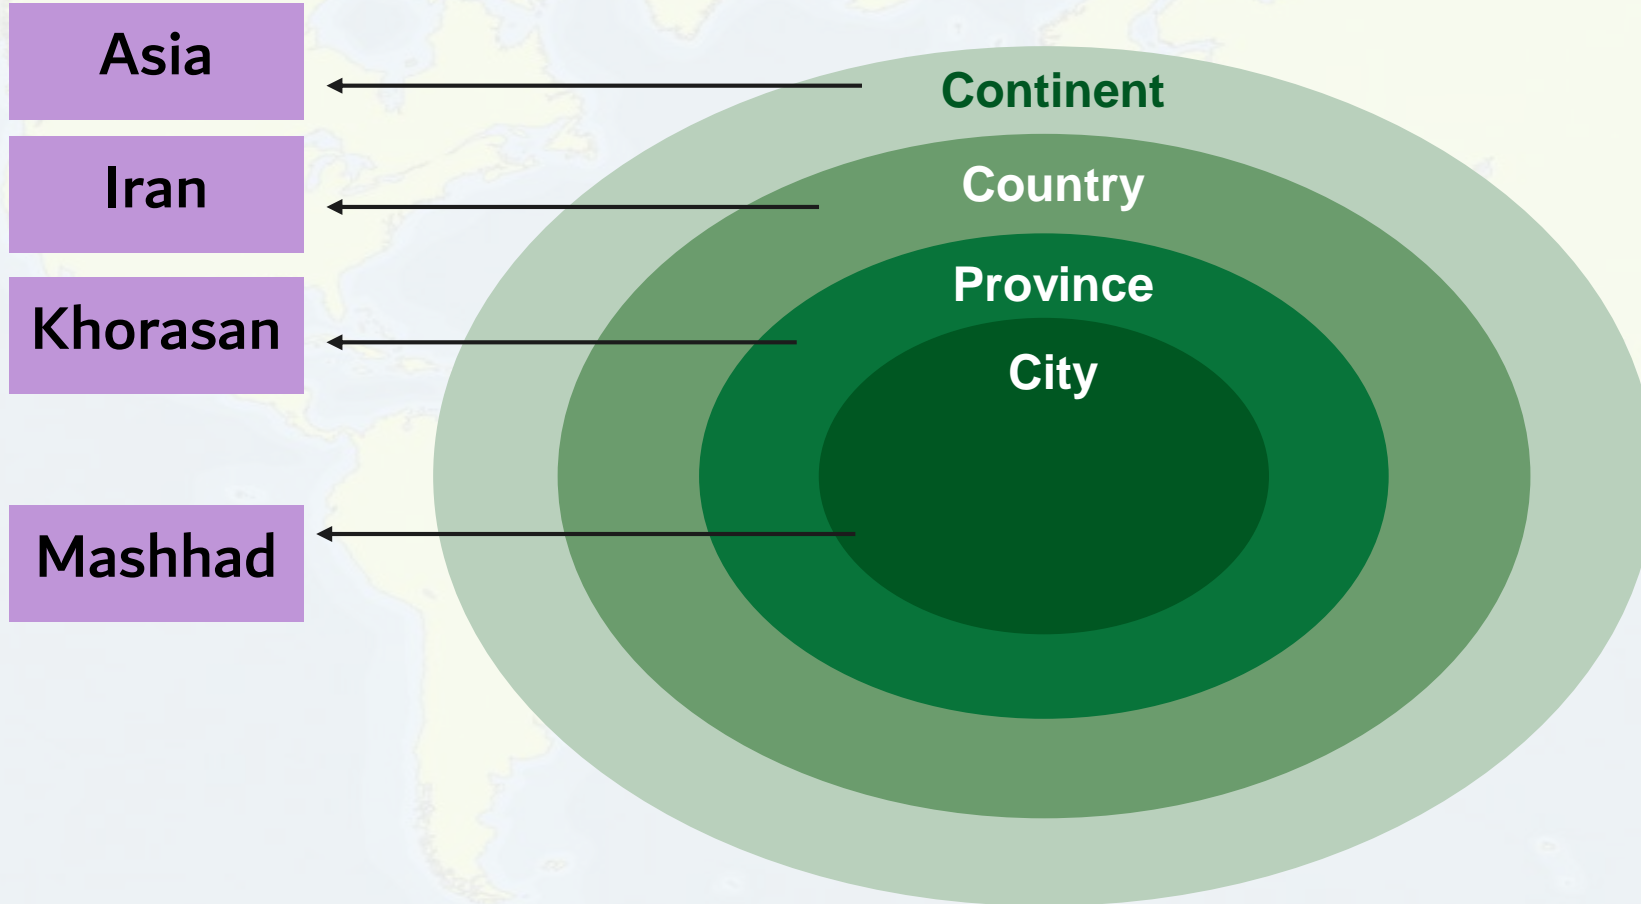 Asia
Continent
Iran
Country
Khorasan
Province
City
Mashhad